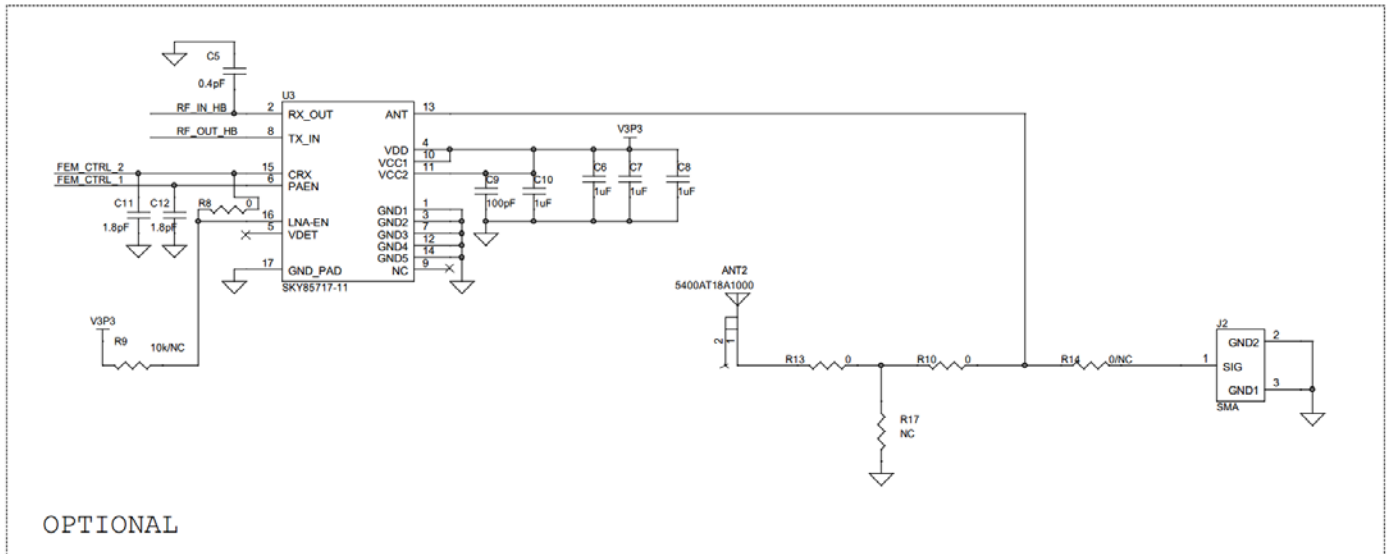 C5
0.4pF
U3
RF_IN_HB 2 RX_OUT ANT 13
RF_OUT_HB 8 TX_IN
V3P3
VDD 4
VCC1 10
FEM_CTRL_2 15 CRX VCC2 11
FEM_CTRL_1 6 PAEN
C6 C7 C8
1uF 1uF 1uF
C9 C10
100pF 1uF
C11 C12 R8 0
1.8pF 1.8pF
16 LNA-EN
5 VDET
GND1 1
GND2 3
GND3 7
GND4 12
GND5 14
17 GND_PAD NC 9
SKY85717-11
ANT2
5400AT18A1000
V3P3
R9 10k/NC
2 1
J2
GND2 2
R13 0 R10 0 R14 0/NC 1 SIG
GND1 3
SMA
R17
NC
OPTIONAL